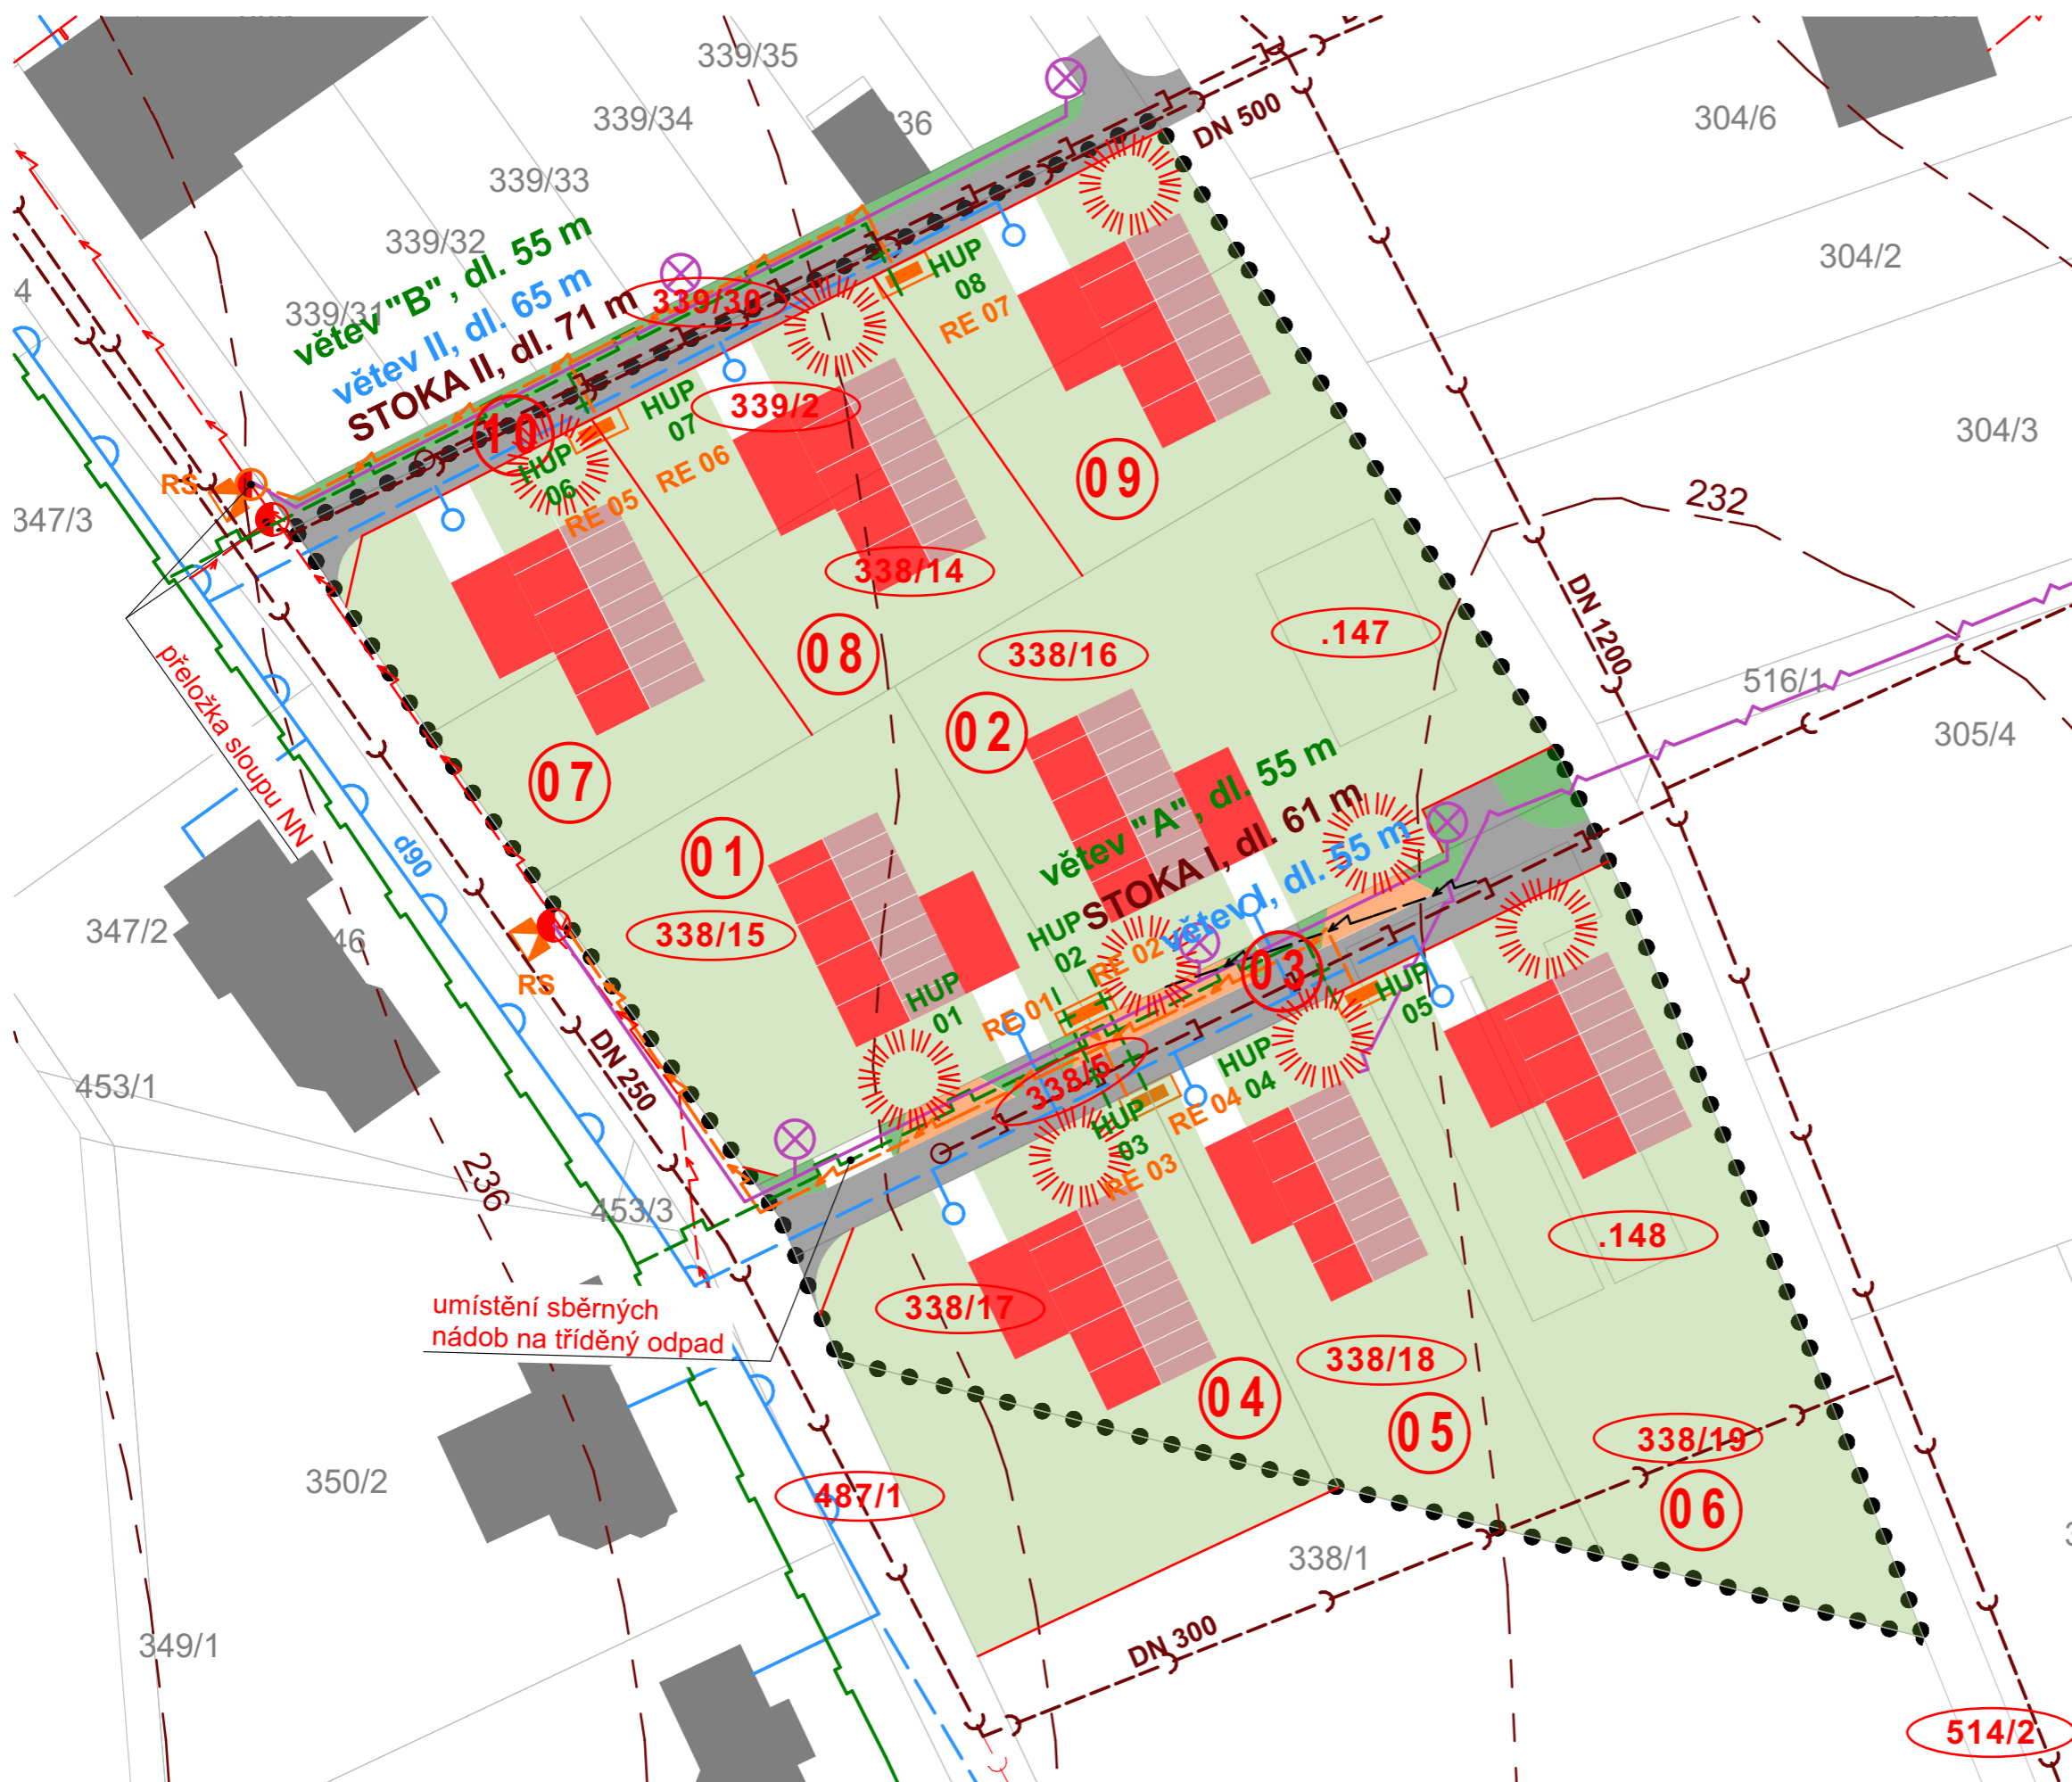 339/35
339/34
36
DN 500
304/6
339/33
339/32
304/2
4
339/31
větev "B", dl. 55 m
větev II, dl. 65 m
STOKA II, dl. 71 m
339/30
HUP
08
RE 07
339/2
HUP
07
RE 06
10
HUP
06
RE 05
09
304/3
RS
347/3
232
338/14
DN 1200
.147
08
338/16
516/1
305/4
přeložka sloupu NN
02
07
01
d90
větev "A", dl. 55 m
STOKA I, dl. 61 m
větev I, dl. 55 m
347/2
46
338/15
HUP
02
RE 02
03
RS
HUP
01
RE 01
HUP
05
DN 250
338/5
HUP
04
RE 04
453/1
HUP
03
RE 03
236
453/3
.148
umístění sběrných
nádob na tříděný odpad
338/17
338/18
04
05
338/19
350/2
487/1
06
338/1
349/1
DN 300
514/2